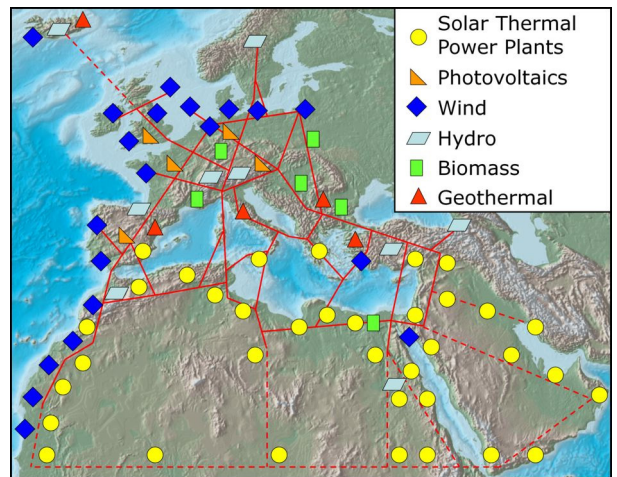 Solar Thermal
Power Plants
Photovoltaics
Wind
Hydro
Biomass
Geothermal